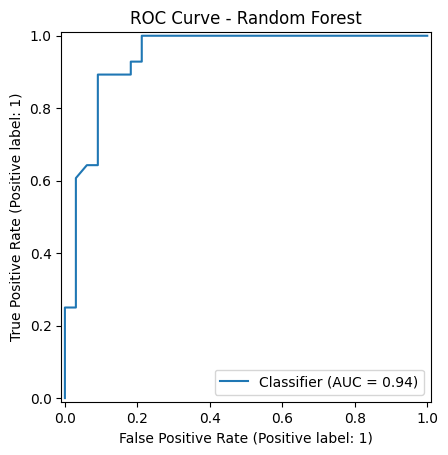 ROC Curve - Random Forest
True Positive Rate (Positive label: 1)
1.0
0.8
0.6
0.4
0.2
0.0
Classifier (AUC = 0.94)
0.0 0.2 0.4 0.6 0.8 1.0
False Positive Rate (Positive label: 1)